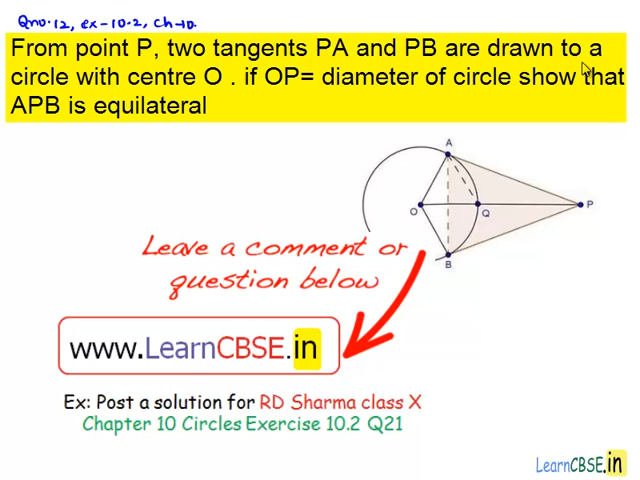 Qno.12, ex-10.2, ch-10.
From point P, two tangents PA and PB are drawn to a
circle with centre O . if OP= diameter of circle show that
APB is equilateral
A
O
Q
P
B
Leave a comment or
question below
www.LearnCBSE.in
Ex: Post a solution for RD Sharma class X
Chapter 10 Circles Exercise 10.2 Q21
LearnCBSE.in